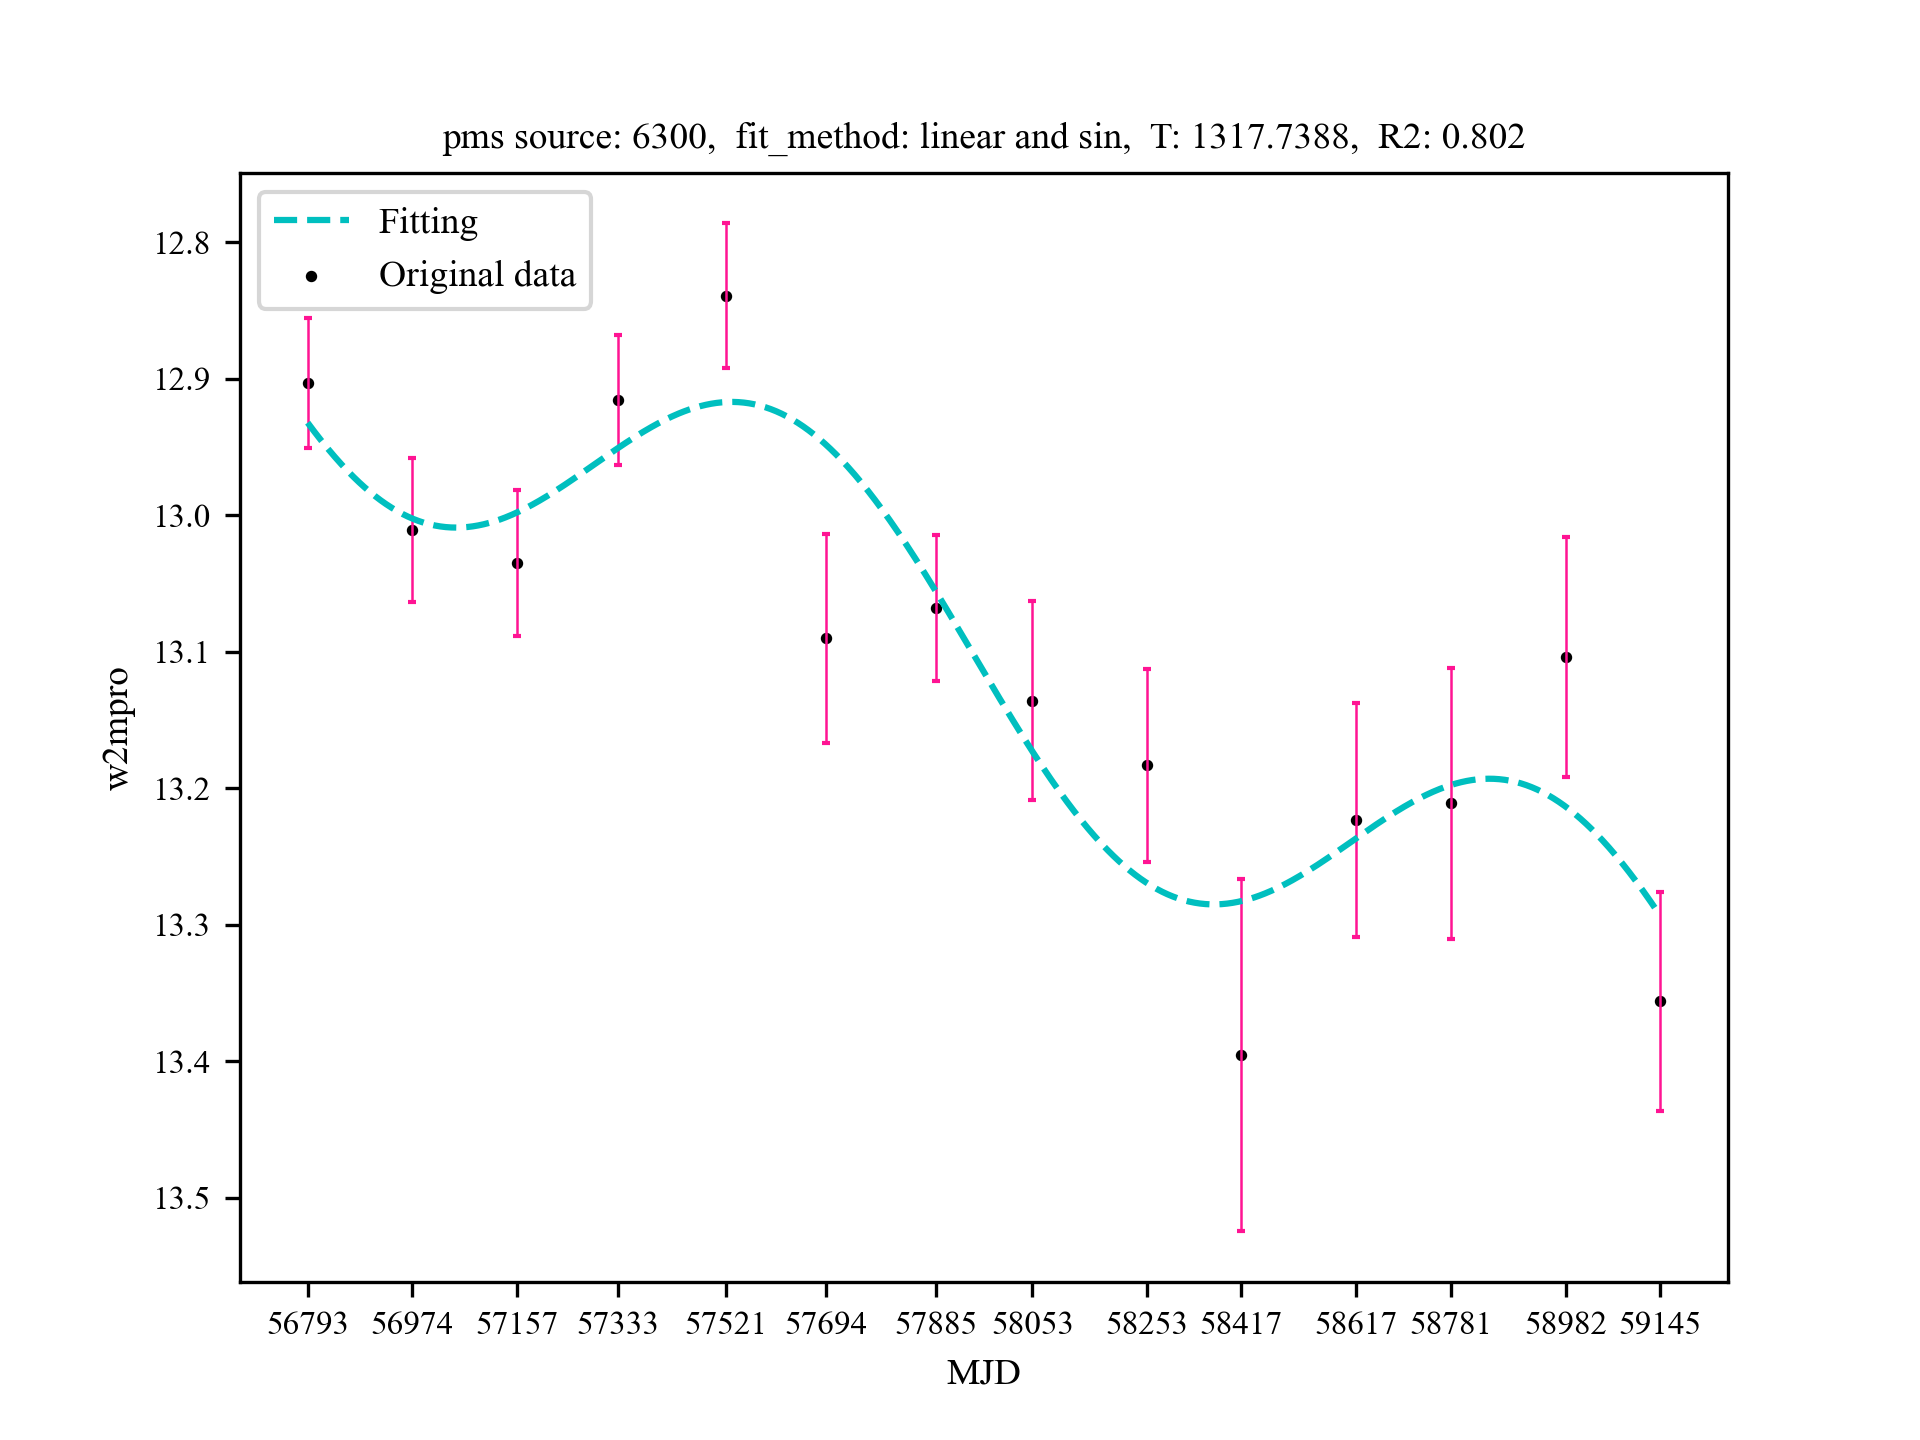 pms source: 6300,  fit_method: linear and sin,  T: 1317.7388,  R2: 0.802
Fitting
Original data
12.8
12.9
13.0
13.1
13.2
13.3
13.4
13.5
w2mpro
56793 56974 57157 57333 57521 57694 57885 58053 58253 58417 58617 58781 58982 59145
MJD